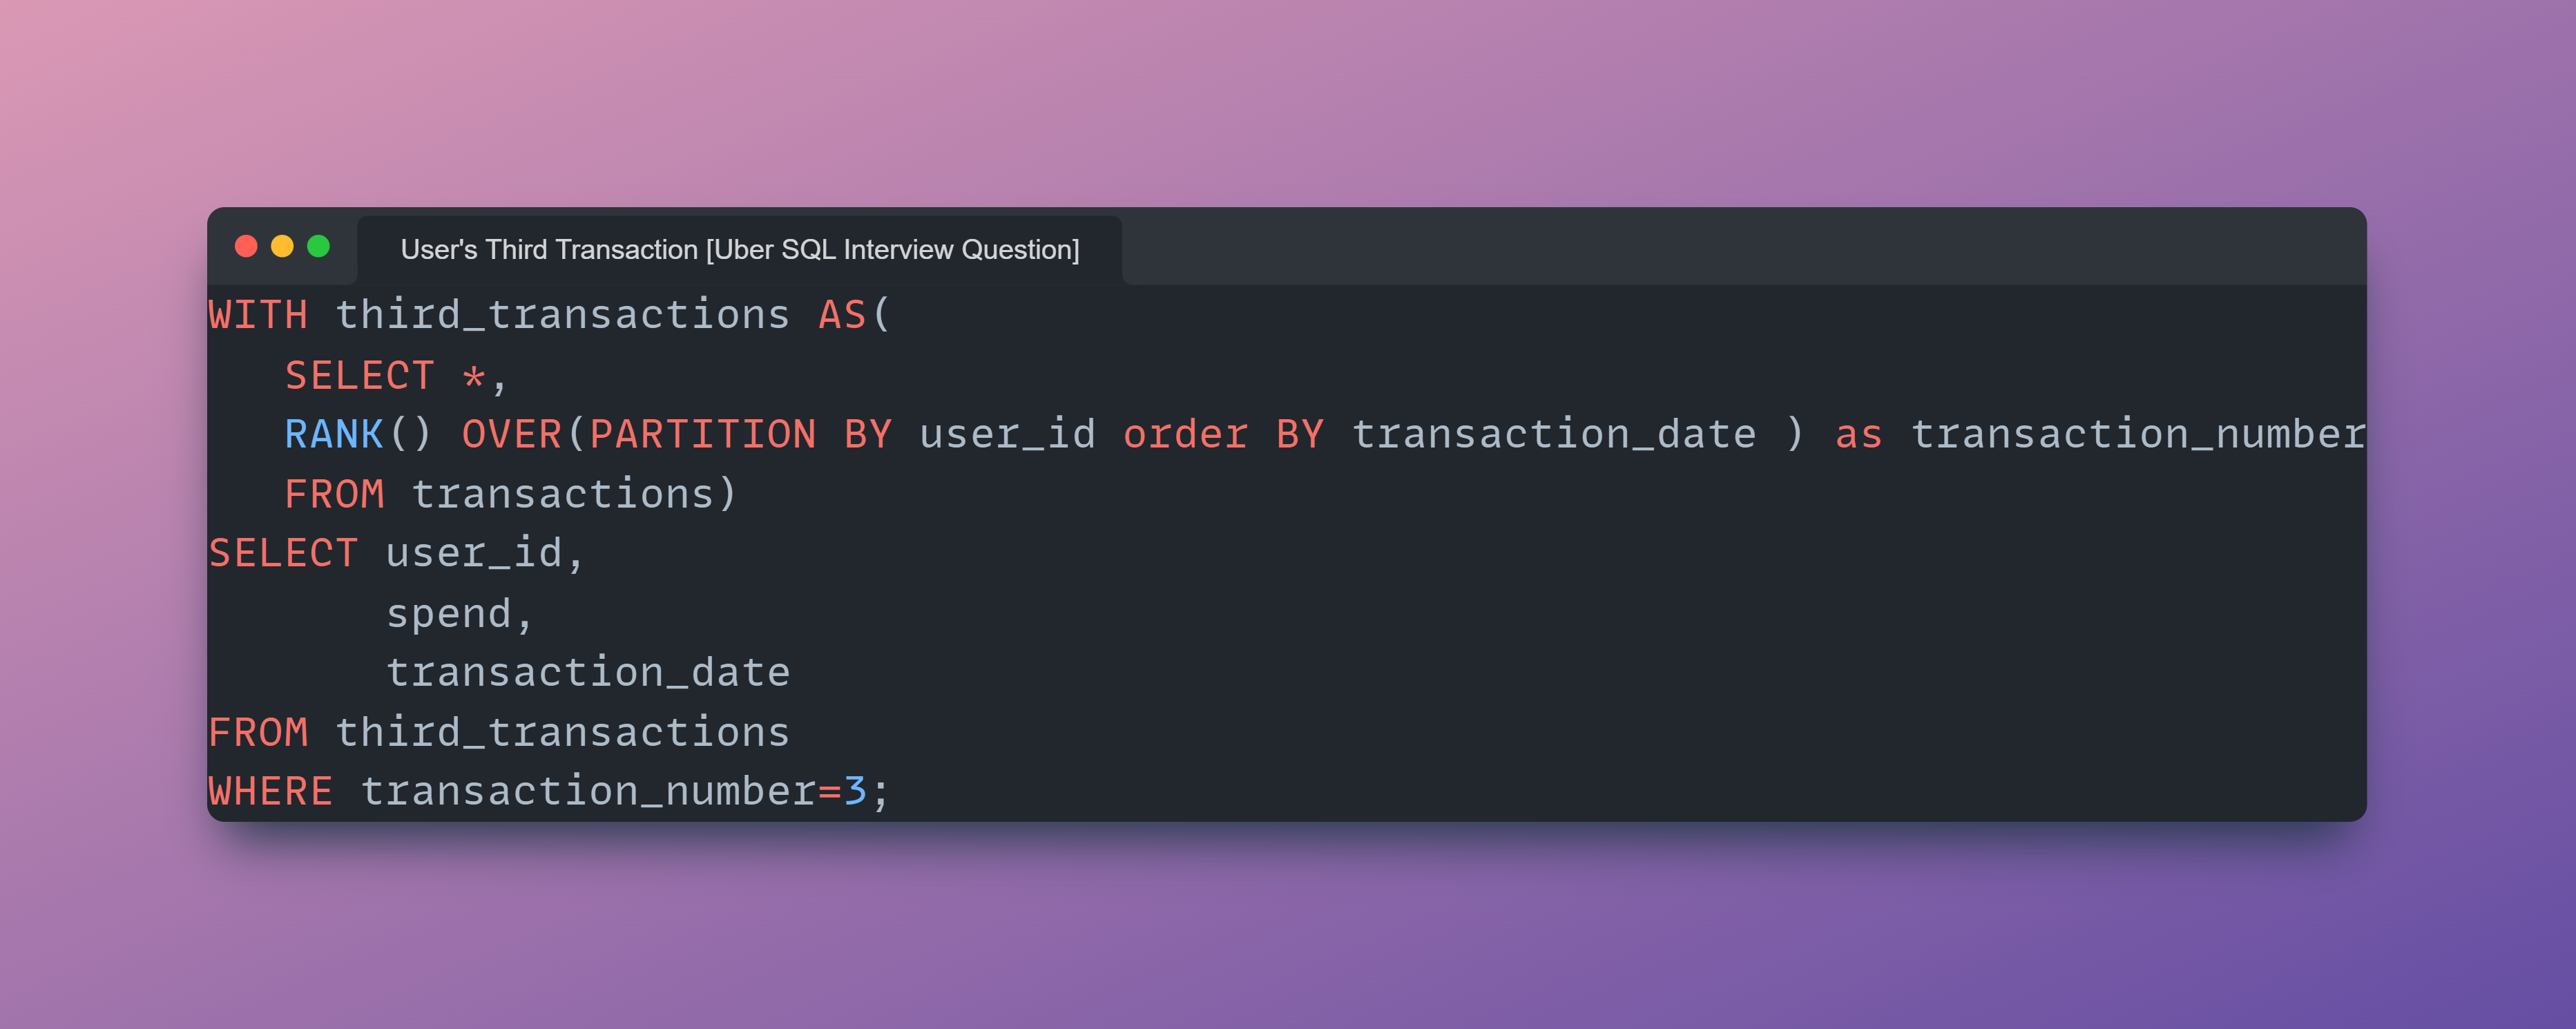 User's Third Transaction [Uber SQL Interview Question]
WITH third_transactions AS(
   SELECT *,
   RANK() OVER(PARTITION BY user_id order BY transaction_date ) as transaction_number
   FROM transactions)
SELECT user_id,
       spend,
       transaction_date
FROM third_transactions
WHERE transaction_number=3;